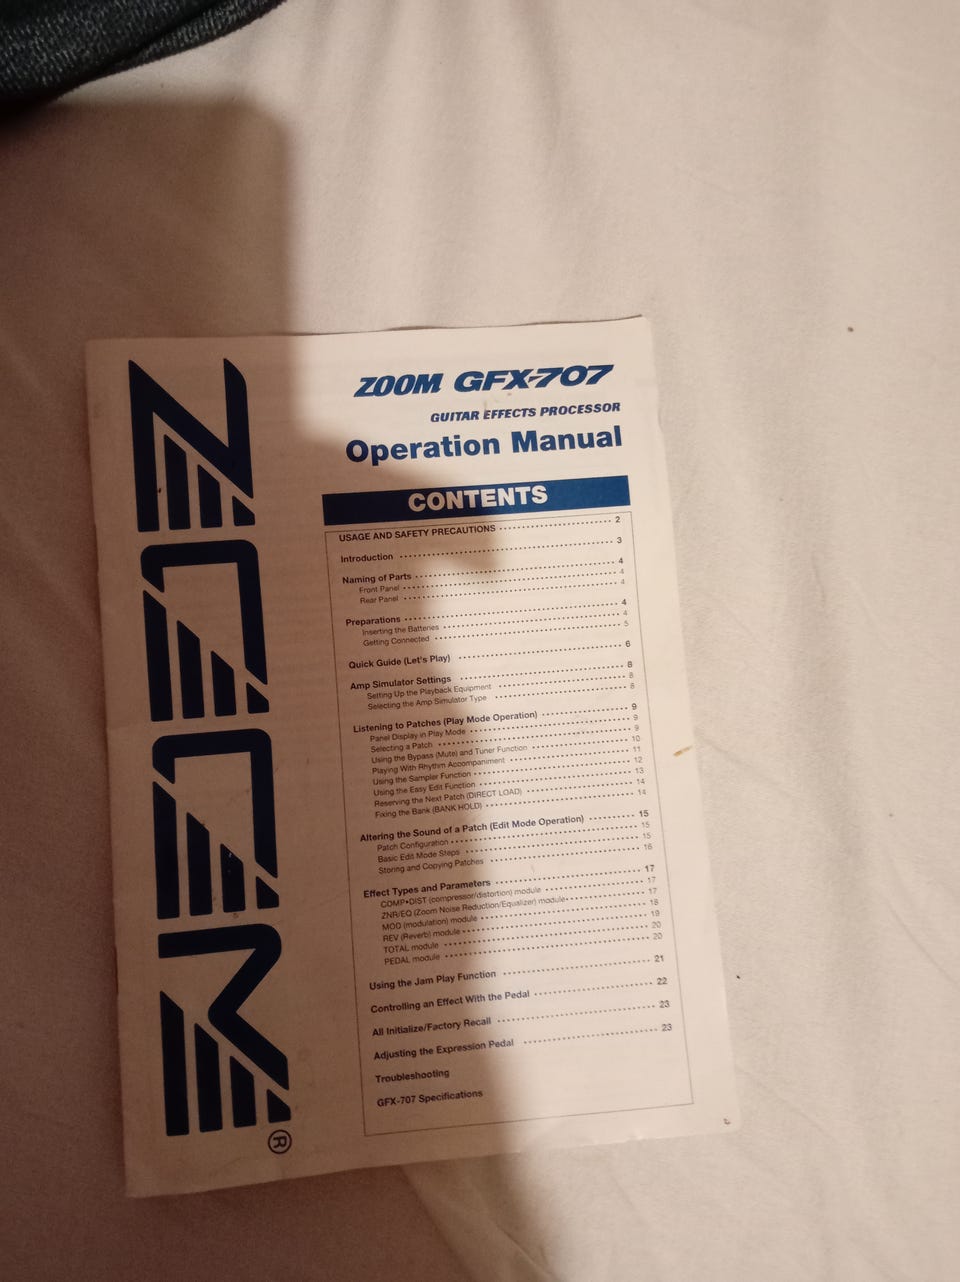 ZOOM®
ZOOM GFX-707
GUITAR EFFECTS PROCESSOR
Operation Manual
CONTENTS
USAGE AND SAFETY PRECAUTIONS 2
Introduction 3
Naming of Parts 4
Front Panel 4
Rear Panel 4
Preparations 4
Inserting the Batteries 4
Getting Connected 5
Quick Guide (Let's Play) 6
Amp Simulator Settings 8
Setting Up the Playback Equipment 8
Selecting the Amp Simulator Type 8
Listening to Patches (Play Mode Operation) 9
Panel Display in Play Mode 9
Selecting a Patch 9
Using the Bypass (Mute) and Tuner Function 10
Playing With Rhythm Accompaniment 11
Using the Sampler Function 12
Using the Easy Edit Function 13
Reserving the Next Patch (DIRECT LOAD) 14
Fixing the Bank (BANK HOLD) 14
Altering the Sound of a Patch (Edit Mode Operation) 15
Patch Configuration 15
Basic Edit Mode Steps 15
Storing and Copying Patches 16
Effect Types and Parameters 17
COMP•DIST (compressor/distortion) module 17
ZNR/EQ (Zoom Noise Reduction/Equalizer) module 17
MOD (modulation) module 18
REV (Reverb) module 19
TOTAL module 20
PEDAL module 20
Using the Jam Play Function 21
Controlling an Effect With the Pedal 22
All Initialize/Factory Recall 23
Adjusting the Expression Pedal 23
Troubleshooting
GFX-707 Specifications